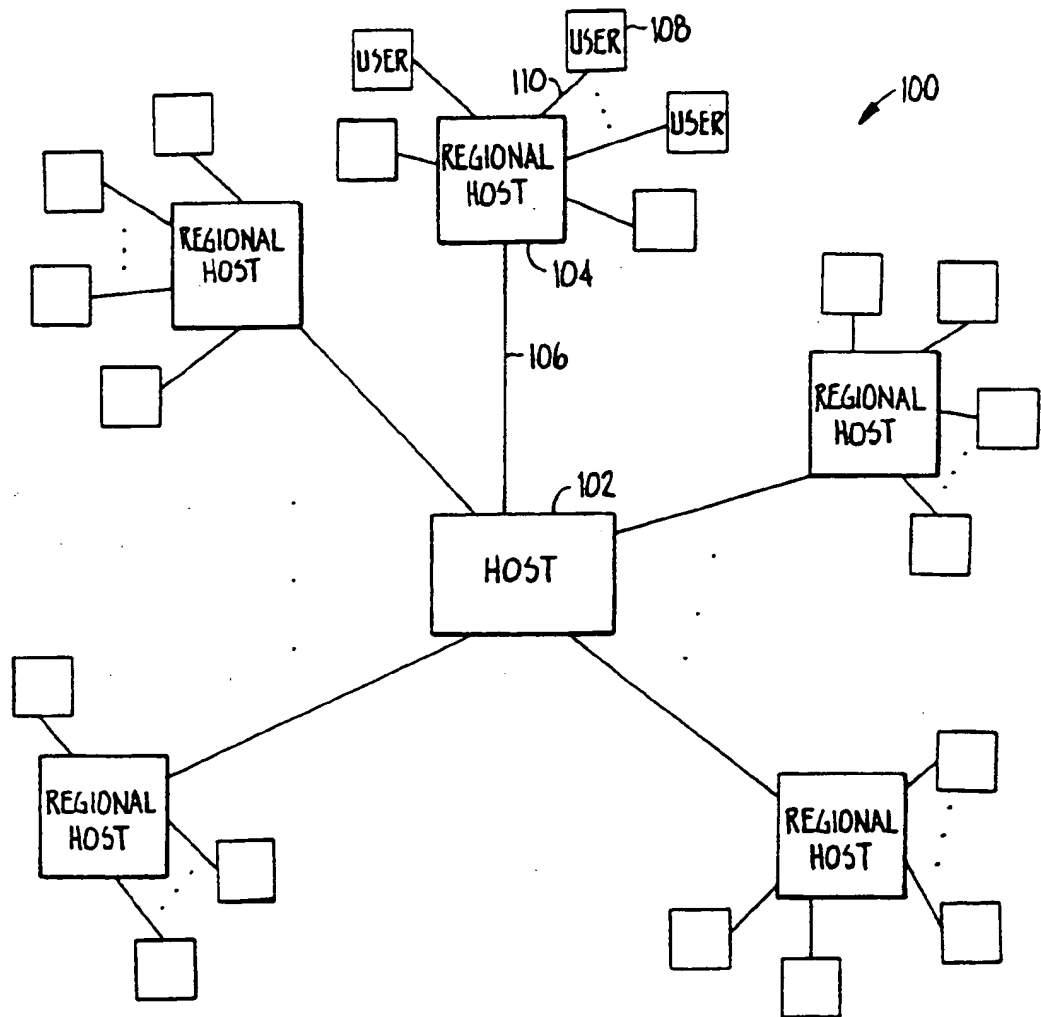 USER
USER
108
110
100
USER
REGIONAL
HOST
104
REGIONAL
HOST
106
REGIONAL
HOST
102
HOST
REGIONAL
HOST
REGIONAL
HOST